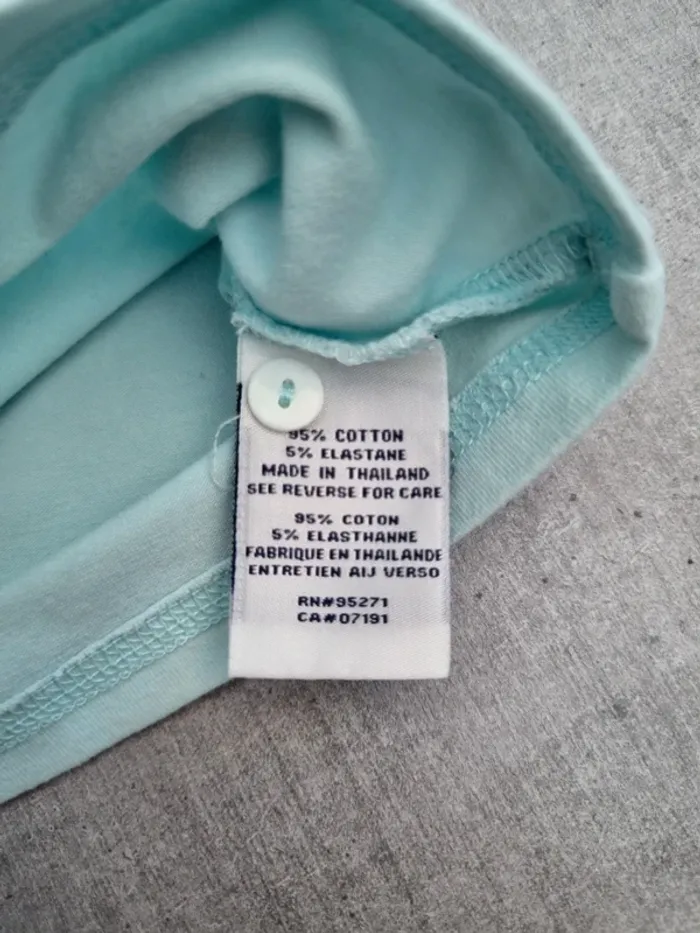 95% COTTON
5% ELASTANE
MADE IN THAILAND
SEE REVERSE FOR CARE
95% COTON
5% ELASTHANNE
FABRIQUE EN THAILANDE
ENTRETIEN AU VERSO
RN#95271
CA#07191